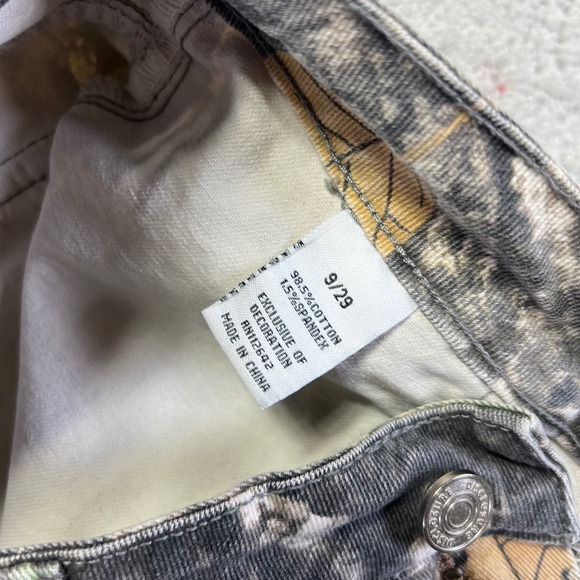 9/29
98.5%COTTON
1.5%SPANDEX
EXCLUSIVE OF
DECORATION
RN112642
MADE IN CHINA